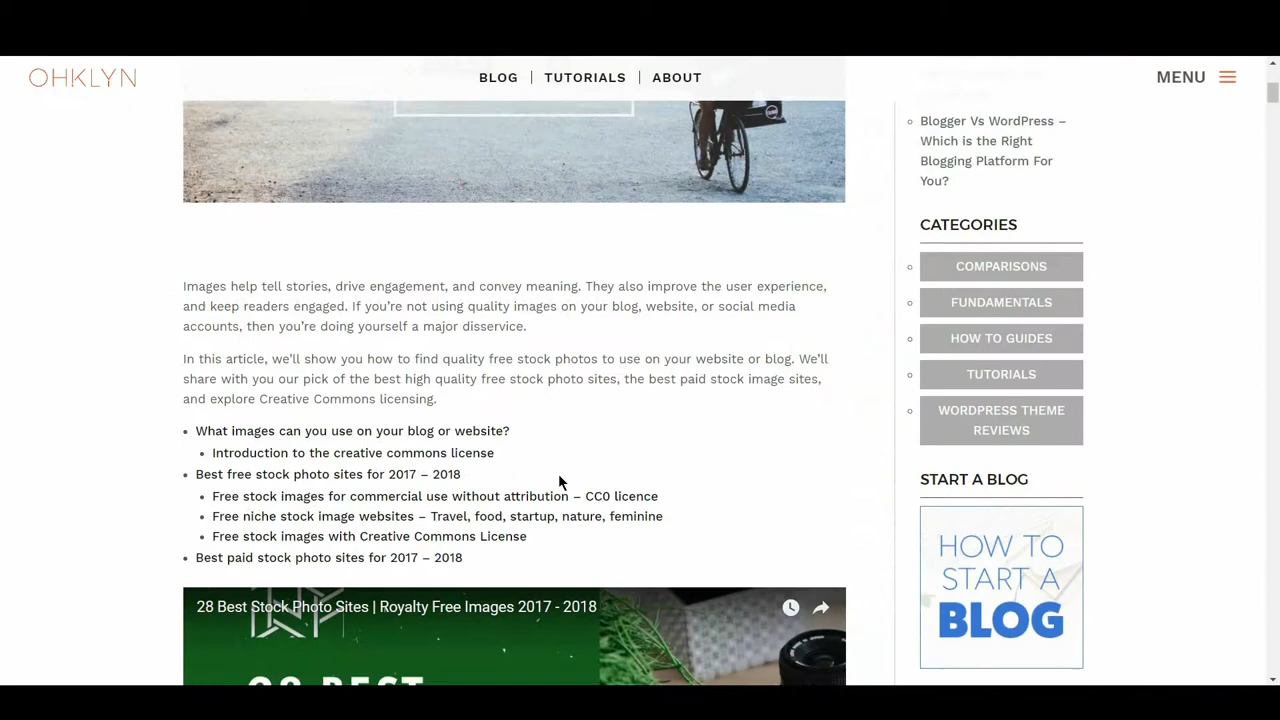 OHKLYN
BLOG
TUTORIALS
ABOUT
MENU
Images help tell stories, drive engagement, and convey meaning. They also improve the user experience,
and keep readers engaged. If you’re not using quality images on your blog, website, or social media
accounts, then you’re doing yourself a major disservice.
In this article, we’ll show you how to find quality free stock photos to use on your website or blog. We’ll
share with you our pick of the best high quality free stock photo sites, the best paid stock image sites,
and explore Creative Commons licensing.
What images can you use on your blog or website?
Introduction to the creative commons license
Best free stock photo sites for 2017 – 2018
Free stock images for commercial use without attribution – CC0 licence
Free niche stock image websites – Travel, food, startup, nature, feminine
Free stock images with Creative Commons License
Best paid stock photo sites for 2017 – 2018
28 Best Stock Photo Sites | Royalty Free Images 2017 - 2018
28 BEST
Blogger Vs WordPress –
Which is the Right
Blogging Platform For
You?
CATEGORIES
COMPARISONS
FUNDAMENTALS
HOW TO GUIDES
TUTORIALS
WORDPRESS THEME
REVIEWS
START A BLOG
HOW TO
START A
BLOG